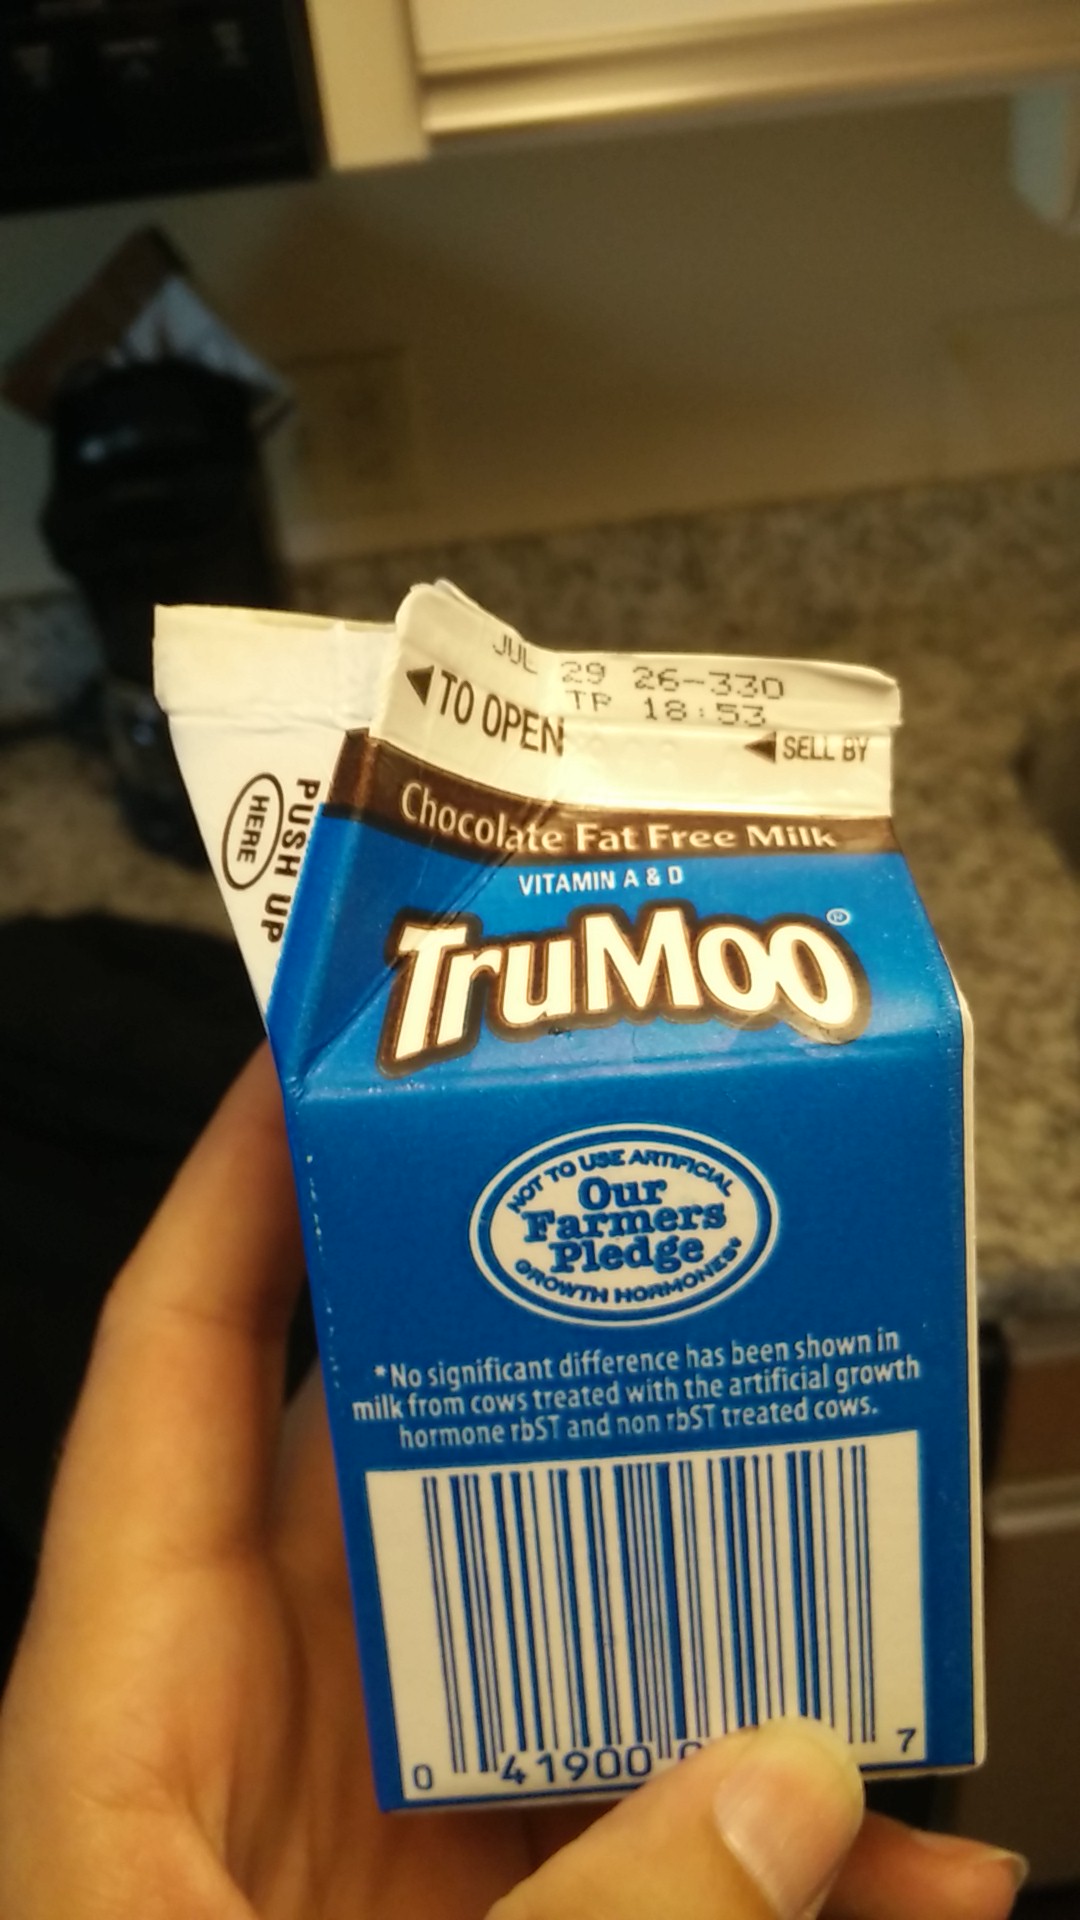 JUL 29 26-330
TP 18:53
◀TO OPEN
◀SELL BY
PUSH UP
HERE
Chocolate Fat Free Milk
VITAMIN A & D
TruMoo®
NOT TO USE ARTIFICIAL
Our
Farmers
Pledge
GROWTH HORMONES*
*No significant difference has been shown in
milk from cows treated with the artificial growth
hormone rbST and non rbST treated cows.
0 41900 7